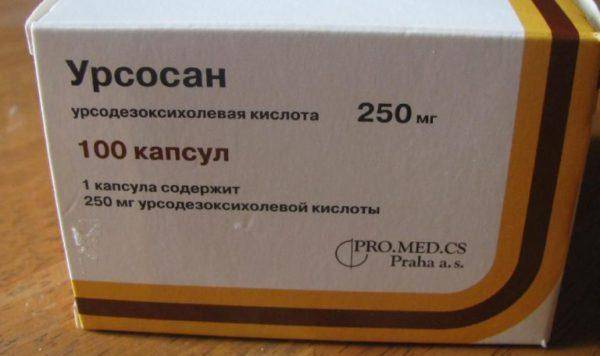 Урсосан
урсодезоксихолевая кислота 250 мг
100 капсул
1 капсула содержит
250 мг урсодезоксихолевой кислоты
PRO.MED.CS
Praha a.s.